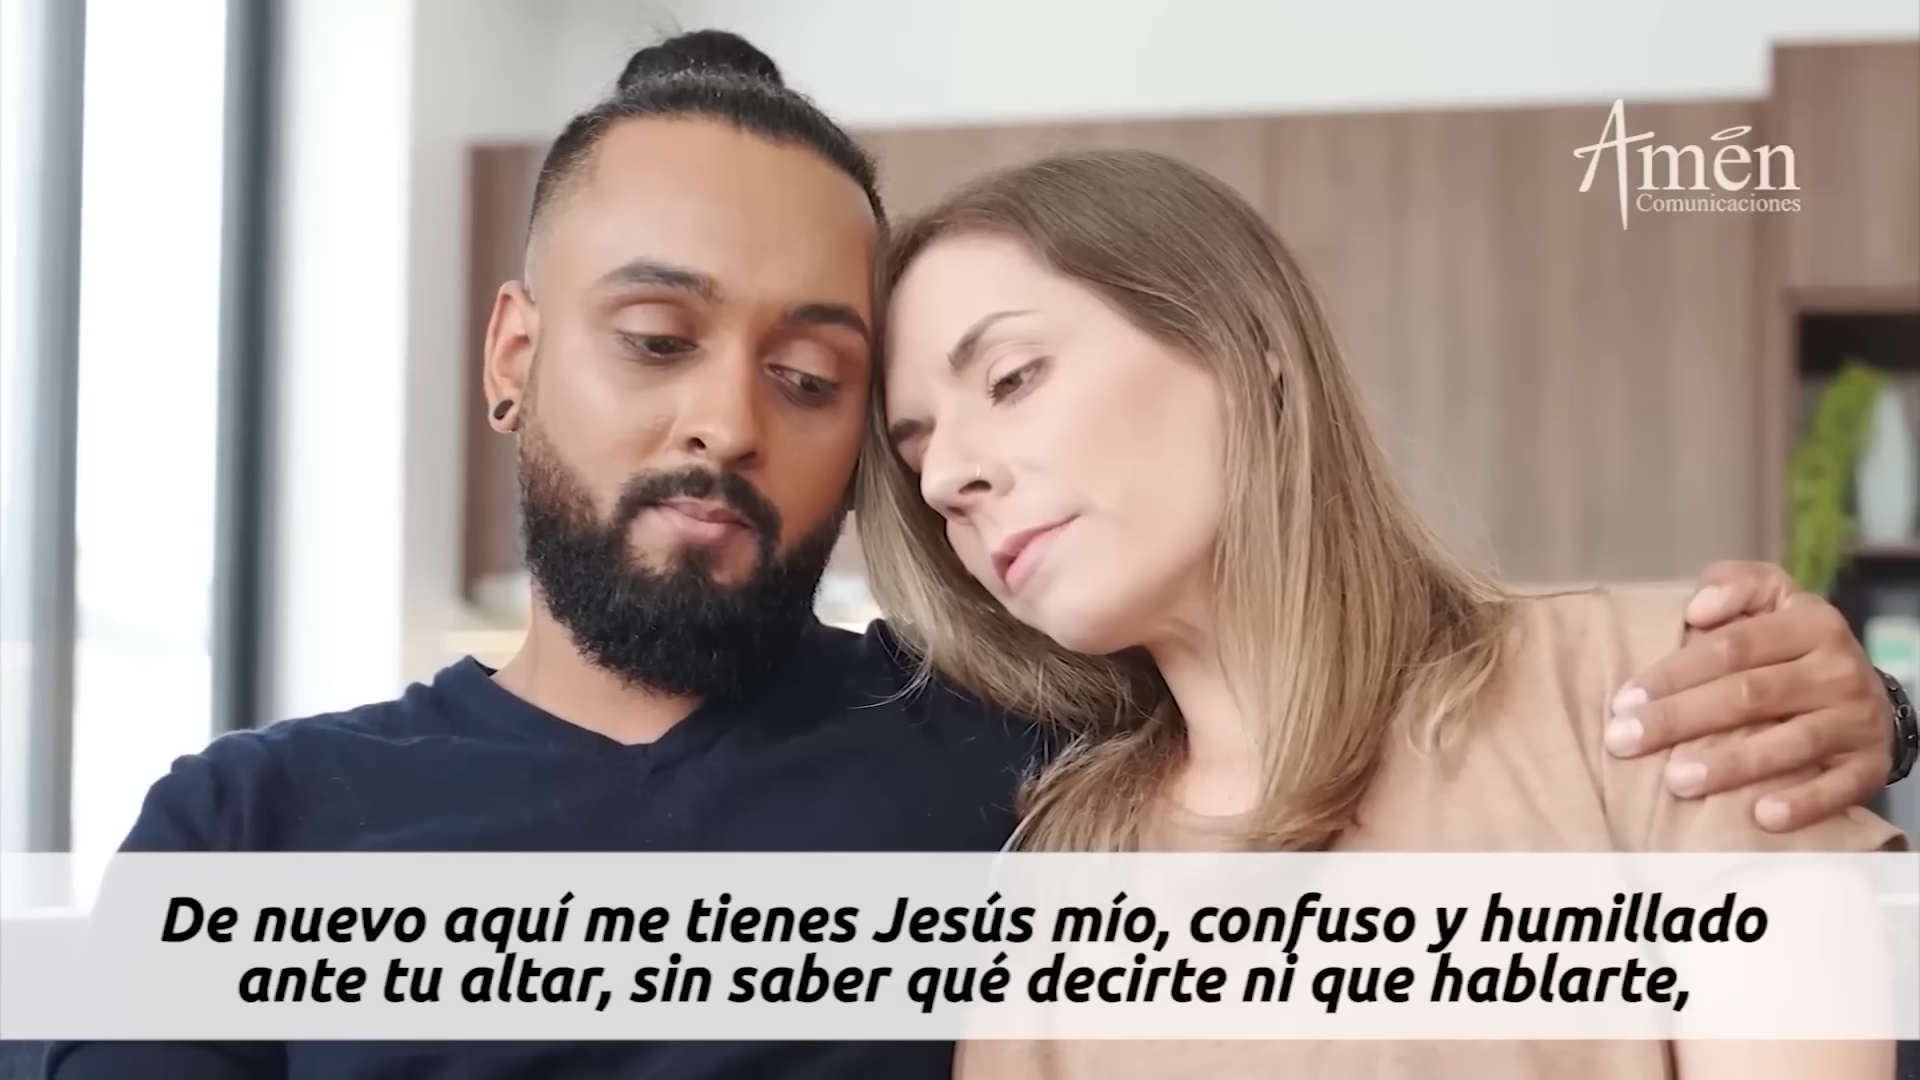 Amén
Comunicaciones
De nuevo aquí me tienes Jesús mío, confuso y humillado
ante tu altar, sin saber qué decirte ni que hablarte,